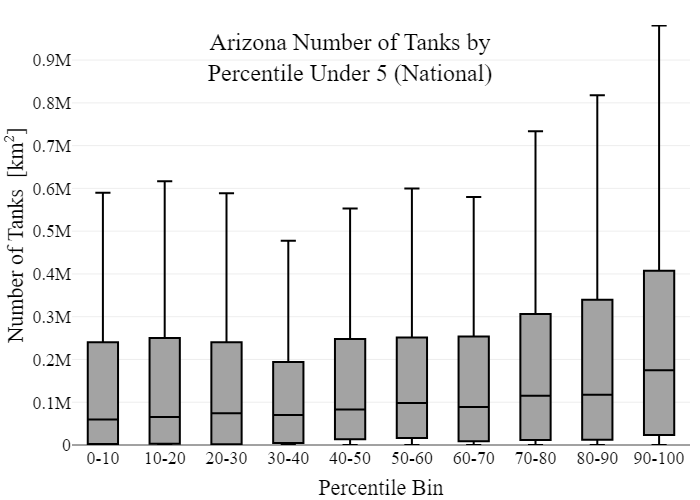 Arizona Number of Tanks by
Percentile Under 5 (National)
Number of Tanks [km²]
0.9M
0.8M
0.7M
0.6M
0.5M
0.4M
0.3M
0.2M
0.1M
0
0-10 10-20 20-30 30-40 40-50 50-60 60-70 70-80 80-90 90-100
Percentile Bin